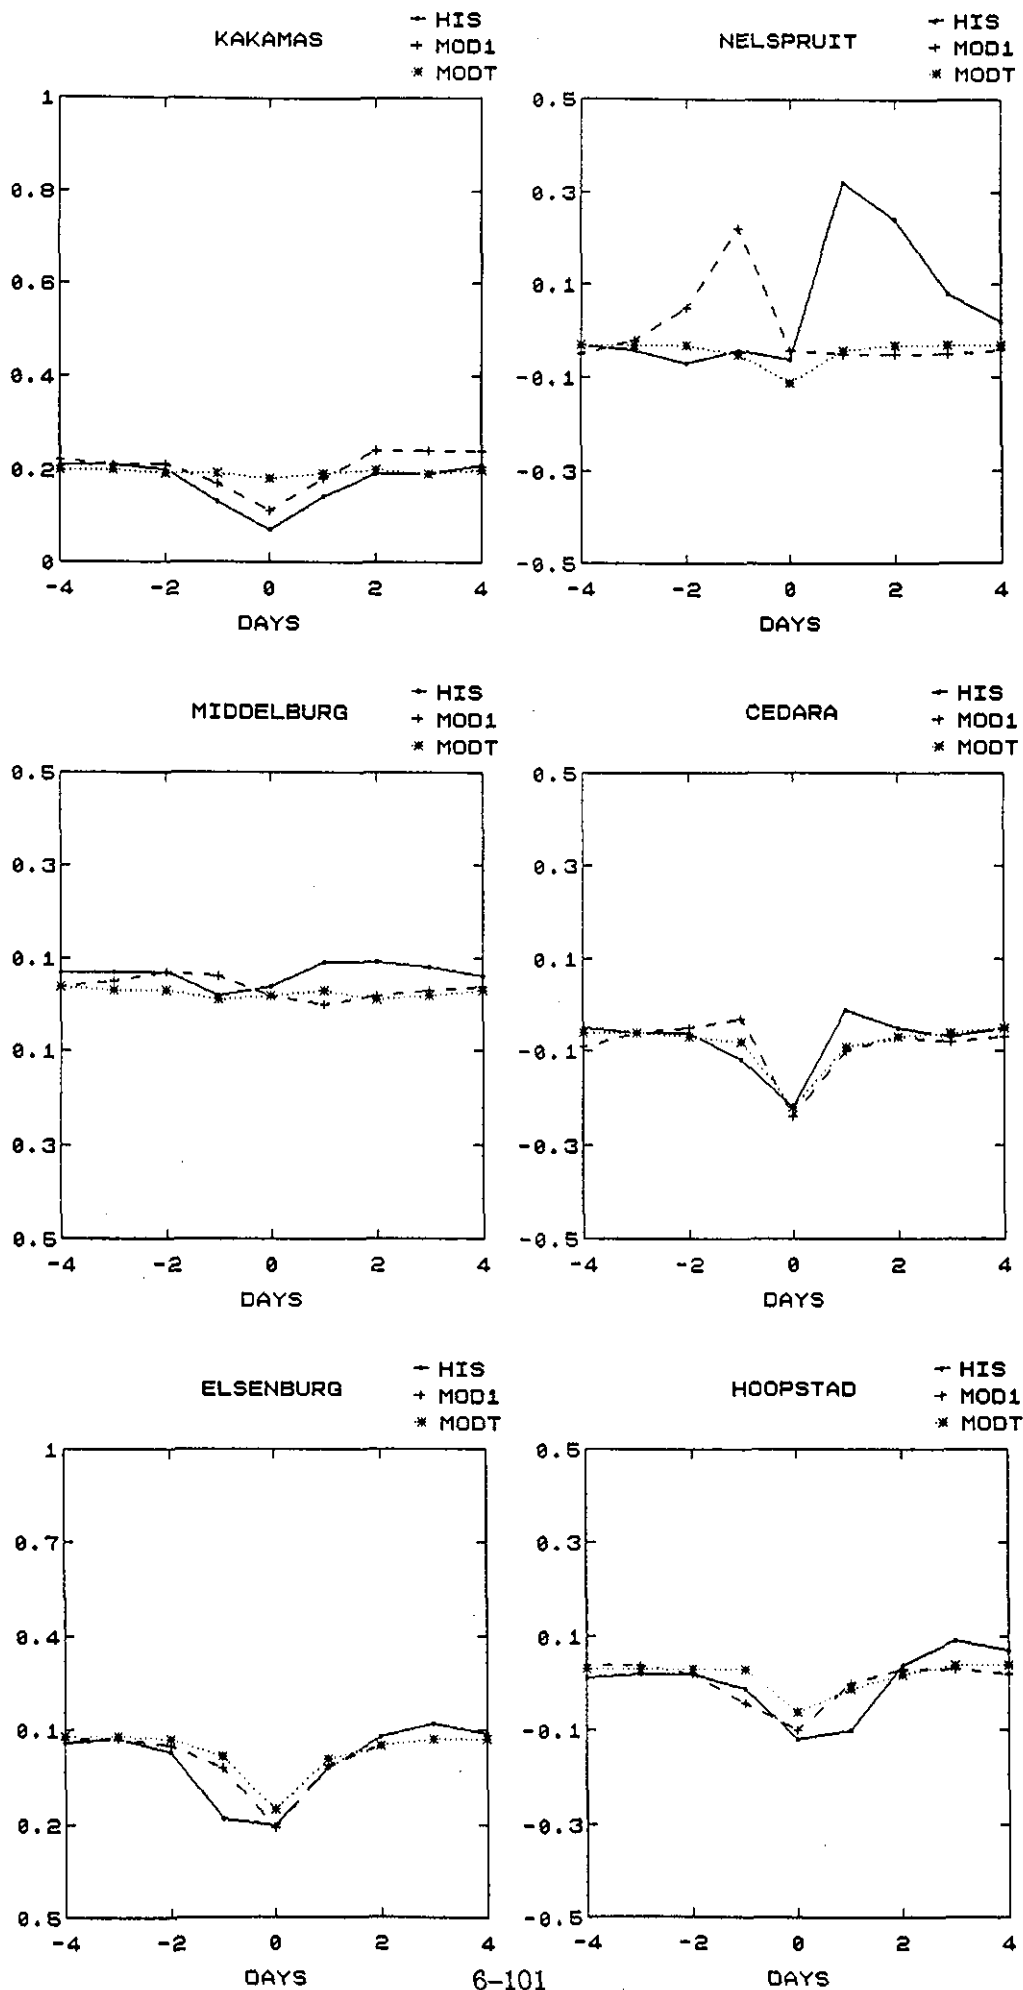 KAKAMAS
HIS
MOD1
MODT
1
0.8
0.6
0.4
0.2
0
-4 -2 0 2 4
DAYS
NELSPRUIT
HIS
MOD1
MODT
0.5
0.3
0.1
-0.1
-0.3
-0.5
-4 -2 0 2 4
DAYS
MIDDELBURG
HIS
MOD1
MODT
0.5
0.3
0.1
0.1
0.3
0.5
-4 -2 0 2 4
DAYS
CEDARA
HIS
MOD1
MODT
0.5
0.3
0.1
-0.1
-0.3
-0.5
-4 -2 0 2 4
DAYS
ELSENBURG
HIS
MOD1
MODT
1
0.7
0.4
0.1
0.2
0.5
-4 -2 0 2 4
DAYS
HOOPSTAD
HIS
MOD1
MODT
0.5
0.3
0.1
-0.1
-0.3
-0.5
-4 -2 0 2 4
DAYS
6-101